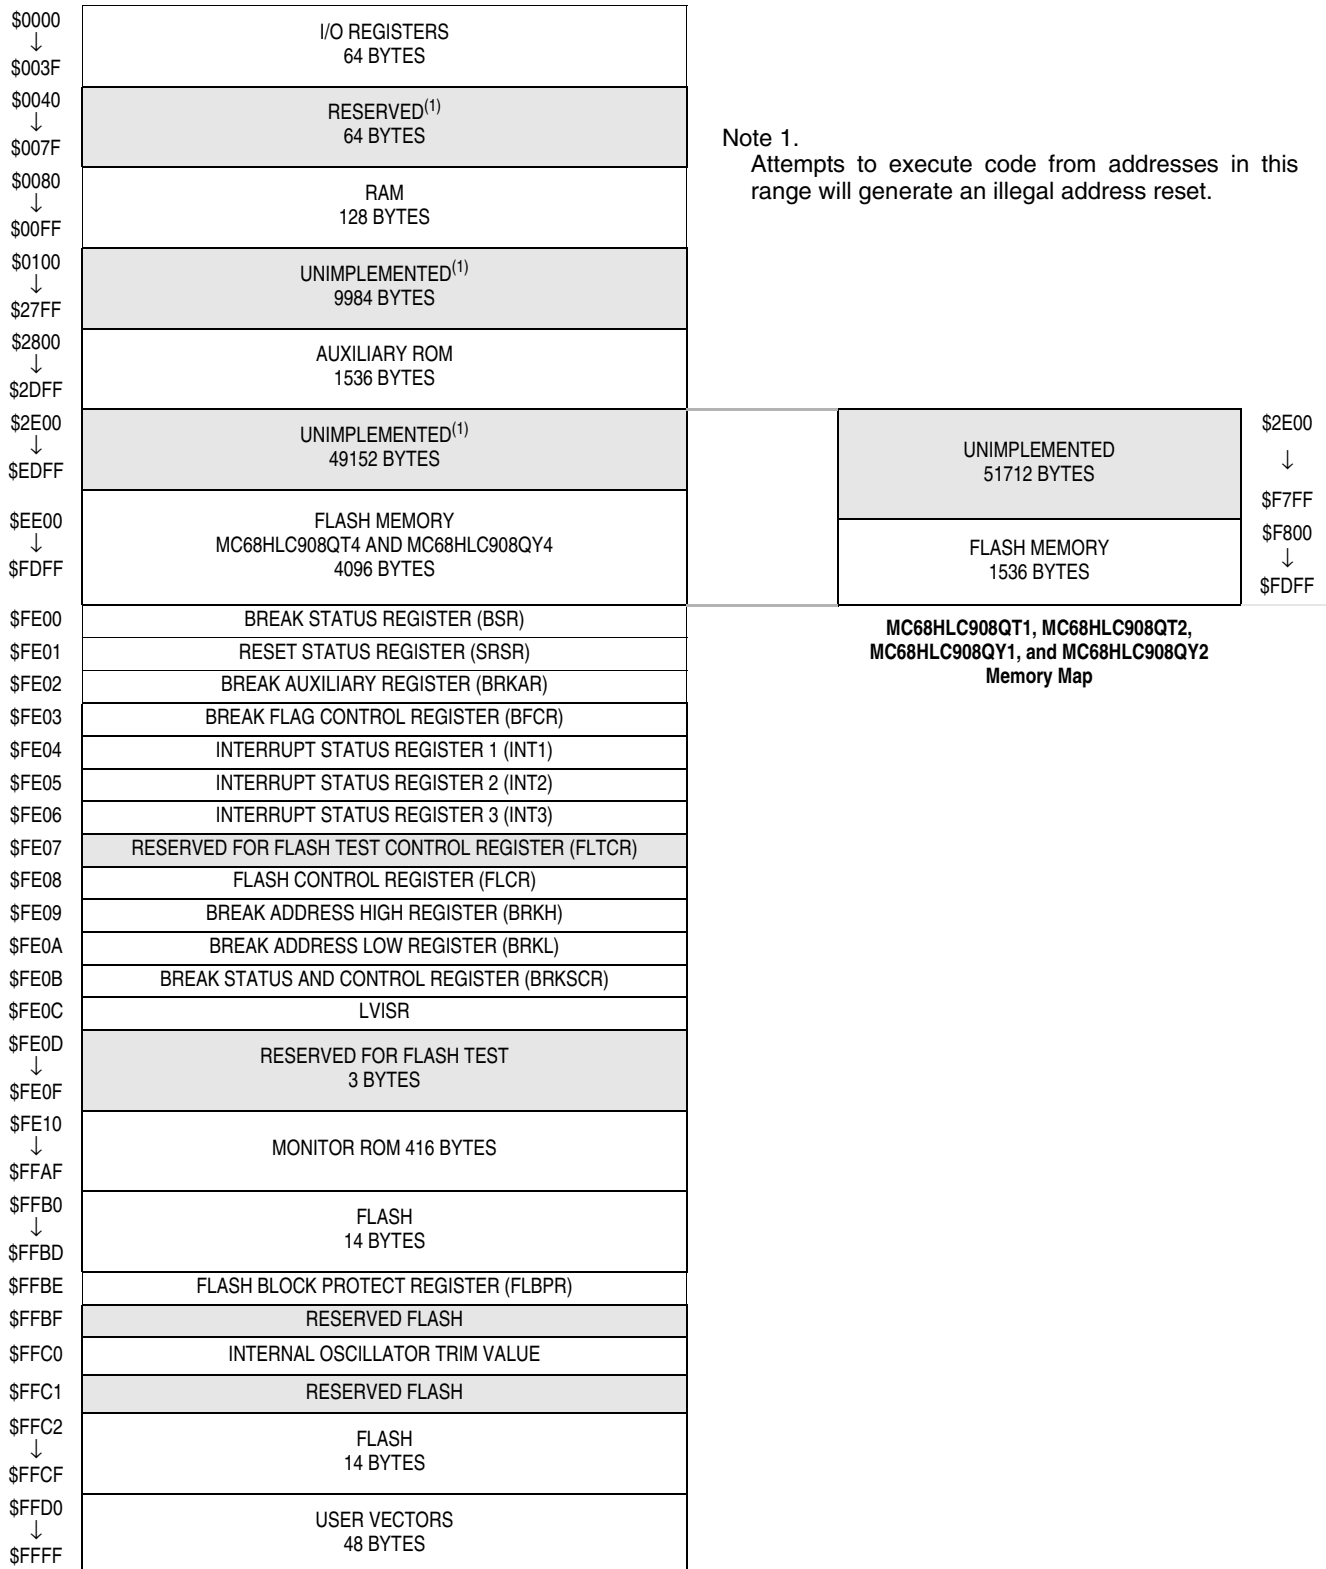 $0000
↓
$003F
I/O REGISTERS
64 BYTES
$0040
↓
$007F
RESERVED(1)
64 BYTES
Note 1.
Attempts to execute code from addresses in this
range will generate an illegal address reset.
$0080
↓
$00FF
RAM
128 BYTES
$0100
↓
$27FF
UNIMPLEMENTED(1)
9984 BYTES
$2800
↓
$2DFF
AUXILIARY ROM
1536 BYTES
$2E00
↓
$EDFF
UNIMPLEMENTED(1)
49152 BYTES
UNIMPLEMENTED
51712 BYTES
$2E00
↓
$F7FF
$EE00
↓
$FDFF
FLASH MEMORY
MC68HLC908QT4 AND MC68HLC908QY4
4096 BYTES
FLASH MEMORY
1536 BYTES
$F800
↓
$FDFF
MC68HLC908QT1, MC68HLC908QT2,
MC68HLC908QY1, and MC68HLC908QY2
Memory Map
$FE00 BREAK STATUS REGISTER (BSR)
$FE01 RESET STATUS REGISTER (SRSR)
$FE02 BREAK AUXILIARY REGISTER (BRKAR)
$FE03 BREAK FLAG CONTROL REGISTER (BFCR)
$FE04 INTERRUPT STATUS REGISTER 1 (INT1)
$FE05 INTERRUPT STATUS REGISTER 2 (INT2)
$FE06 INTERRUPT STATUS REGISTER 3 (INT3)
$FE07 RESERVED FOR FLASH TEST CONTROL REGISTER (FLTCR)
$FE08 FLASH CONTROL REGISTER (FLCR)
$FE09 BREAK ADDRESS HIGH REGISTER (BRKH)
$FE0A BREAK ADDRESS LOW REGISTER (BRKL)
$FE0B BREAK STATUS AND CONTROL REGISTER (BRKSCR)
$FE0C LVISR
$FE0D
↓
$FE0F
RESERVED FOR FLASH TEST
3 BYTES
$FE10
↓
$FFAF
MONITOR ROM 416 BYTES
$FFB0
↓
$FFBD
FLASH
14 BYTES
$FFBE FLASH BLOCK PROTECT REGISTER (FLBPR)
$FFBF RESERVED FLASH
$FFC0 INTERNAL OSCILLATOR TRIM VALUE
$FFC1 RESERVED FLASH
$FFC2
↓
$FFCF
FLASH
14 BYTES
$FFD0
↓
$FFFF
USER VECTORS
48 BYTES